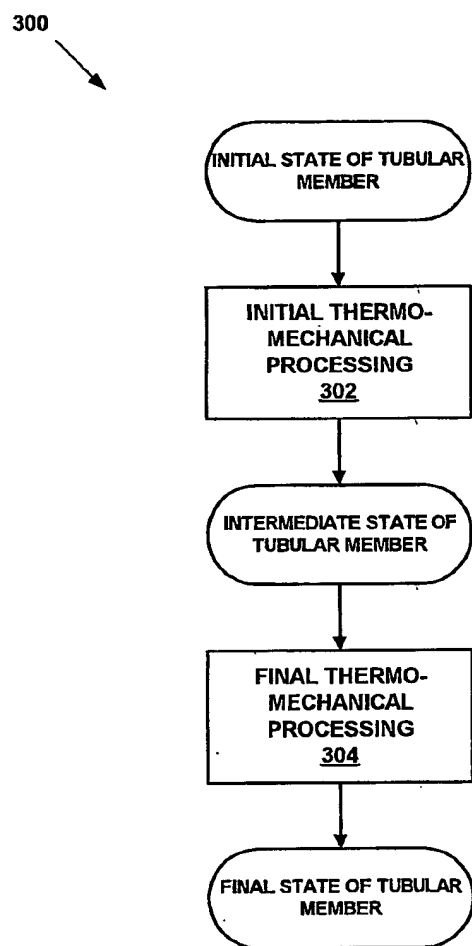 300
INITIAL STATE OF TUBULAR
MEMBER
INITIAL THERMO-
MECHANICAL
PROCESSING
302
INTERMEDIATE STATE OF
TUBULAR MEMBER
FINAL THERMO-
MECHANICAL
PROCESSING
304
FINAL STATE OF TUBULAR
MEMBER